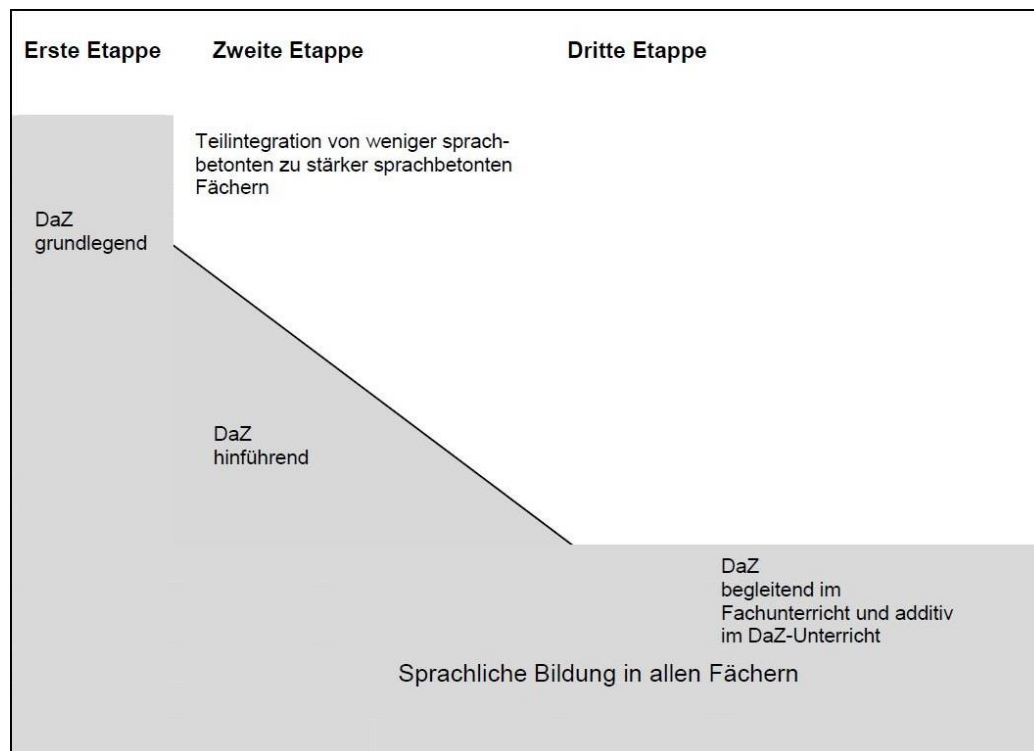 Erste Etappe
Zweite Etappe
Dritte Etappe
Teilintegration von weniger sprach-
betonten zu stärker sprachbetonten
Fächern
DaZ
grundlegend
DaZ
hinführend
DaZ
begleitend im
Fachunterricht und additiv
im DaZ-Unterricht
Sprachliche Bildung in allen Fächern